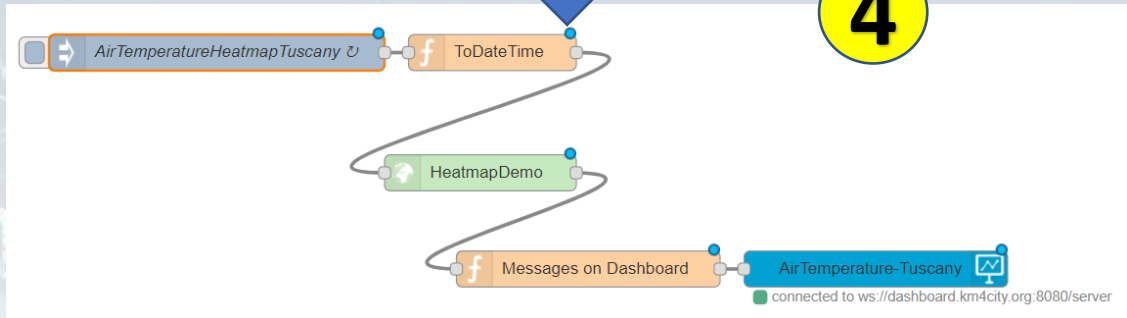 4
AirTemperatureHeatmapTuscany ↻
ToDateTime
HeatmapDemo
Messages on Dashboard
AirTemperature-Tuscany
connected to ws://dashboard.km4city.org:8080/server